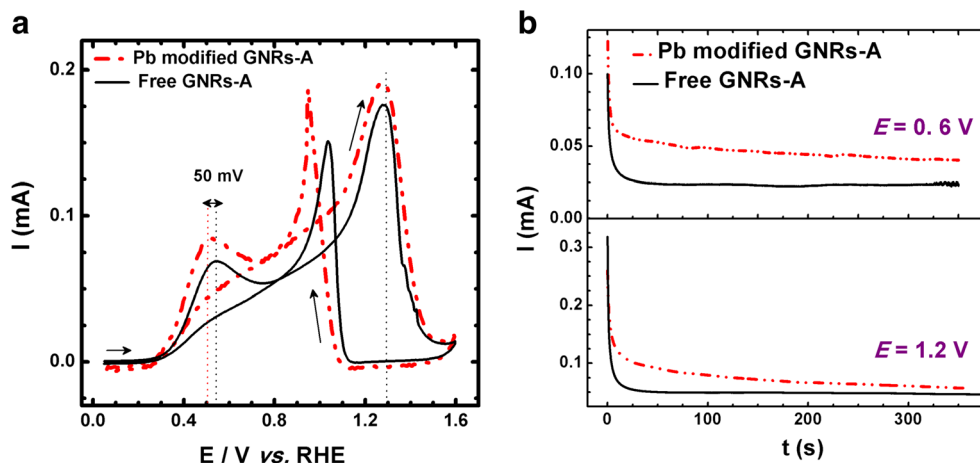 a
Pb modified GNRs-A
Free GNRs-A
50 mV
I (mA)
0.2
0.1
0.0
0.0 0.4 0.8 1.2 1.6
E / V vs. RHE
b
Pb modified GNRs-A
Free GNRs-A
E = 0. 6 V
0.10
0.05
0.00
I (mA)
E = 1.2 V
0.3
0.2
0.1
0 100 200 300
t (s)